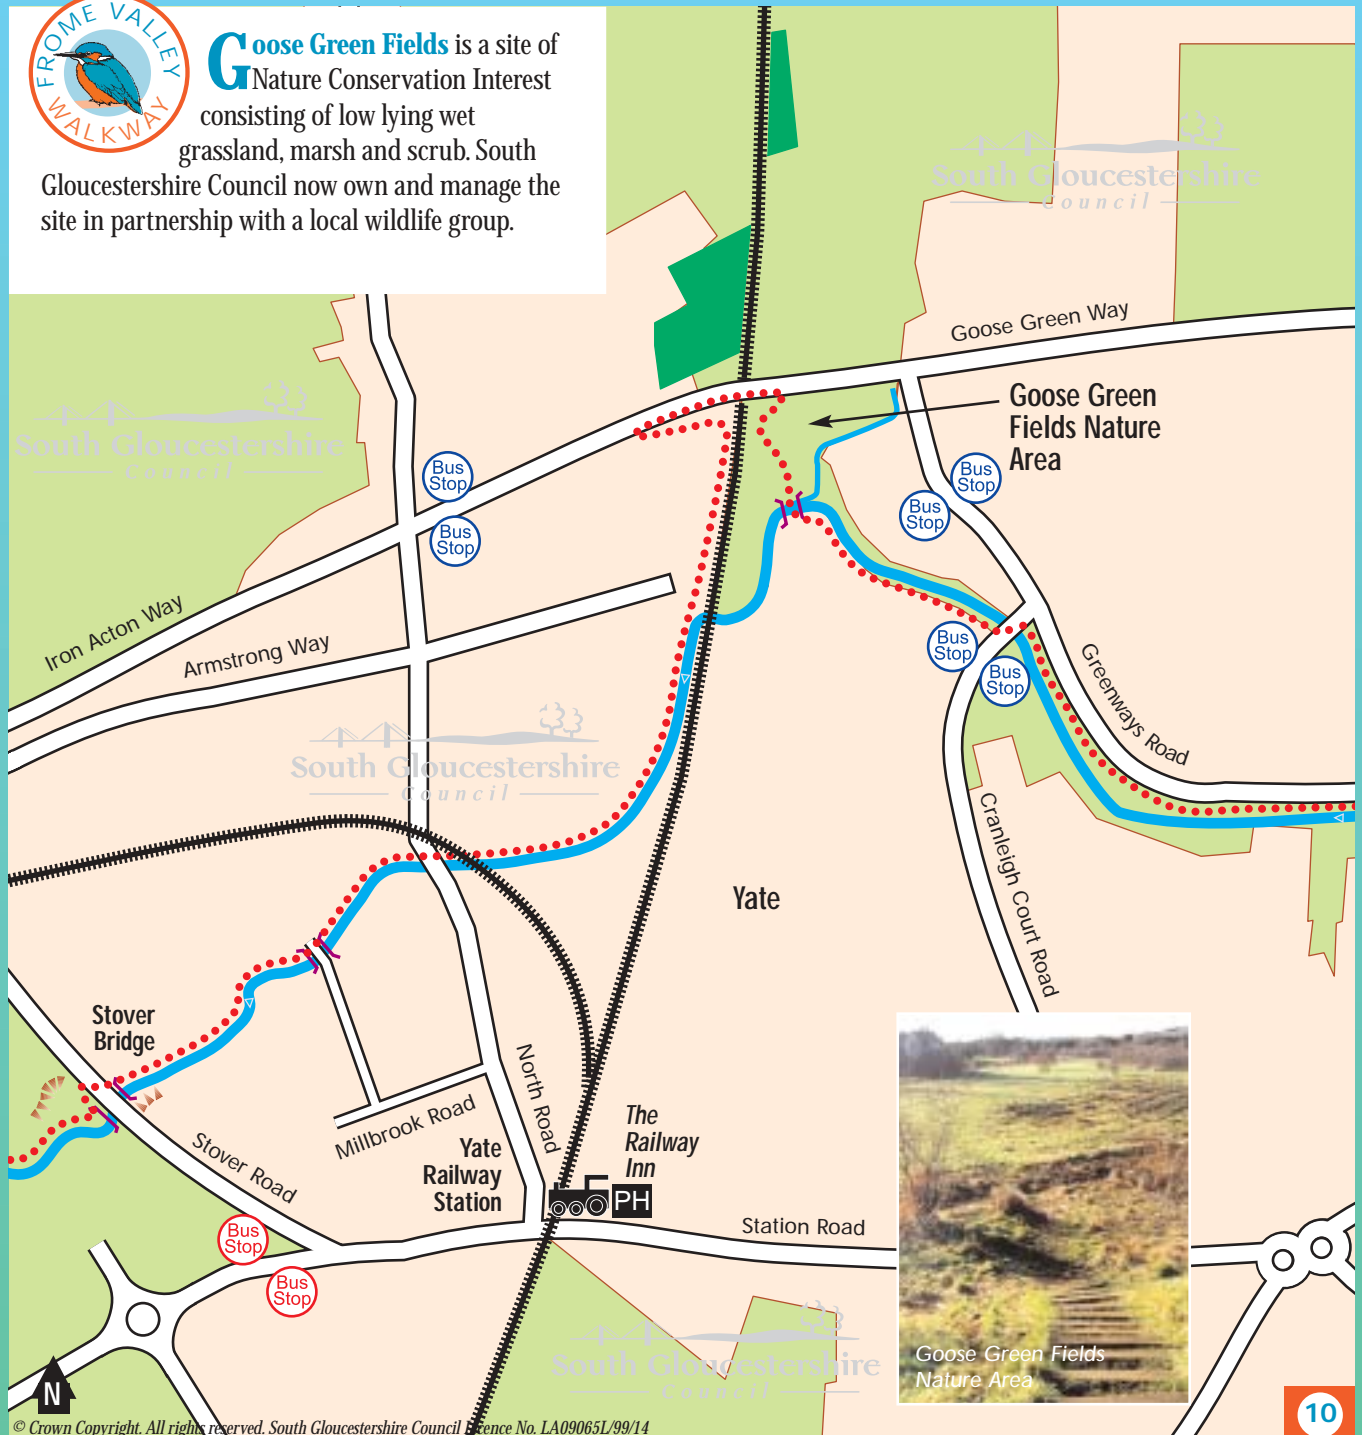 FROME VALLEY
WALKWAY
Goose Green Fields is a site of
Nature Conservation Interest
consisting of low lying wet
grassland, marsh and scrub. South
Gloucestershire Council now own and manage the
site in partnership with a local wildlife group.
South Gloucestershire
Council
Goose Green Way
Goose Green
Fields Nature
Area
South Gloucestershire
Council
Bus
Stop
Bus
Stop
Bus
Stop
Bus
Stop
Iron Acton Way
Armstrong Way
Bus
Stop
Bus
Stop
Greenways Road
South Gloucestershire
Council
Cranleigh Court Road
Yate
Stover
Bridge
North Road
Millbrook Road
Stover Road
Yate
Railway
Station
The
Railway
Inn
PH
Station Road
Bus
Stop
Bus
Stop
South Gloucestershire
Council
Goose Green Fields
Nature Area
N
© Crown Copyright. All rights reserved. South Gloucestershire Council Licence No. LA09065L/99/14
10